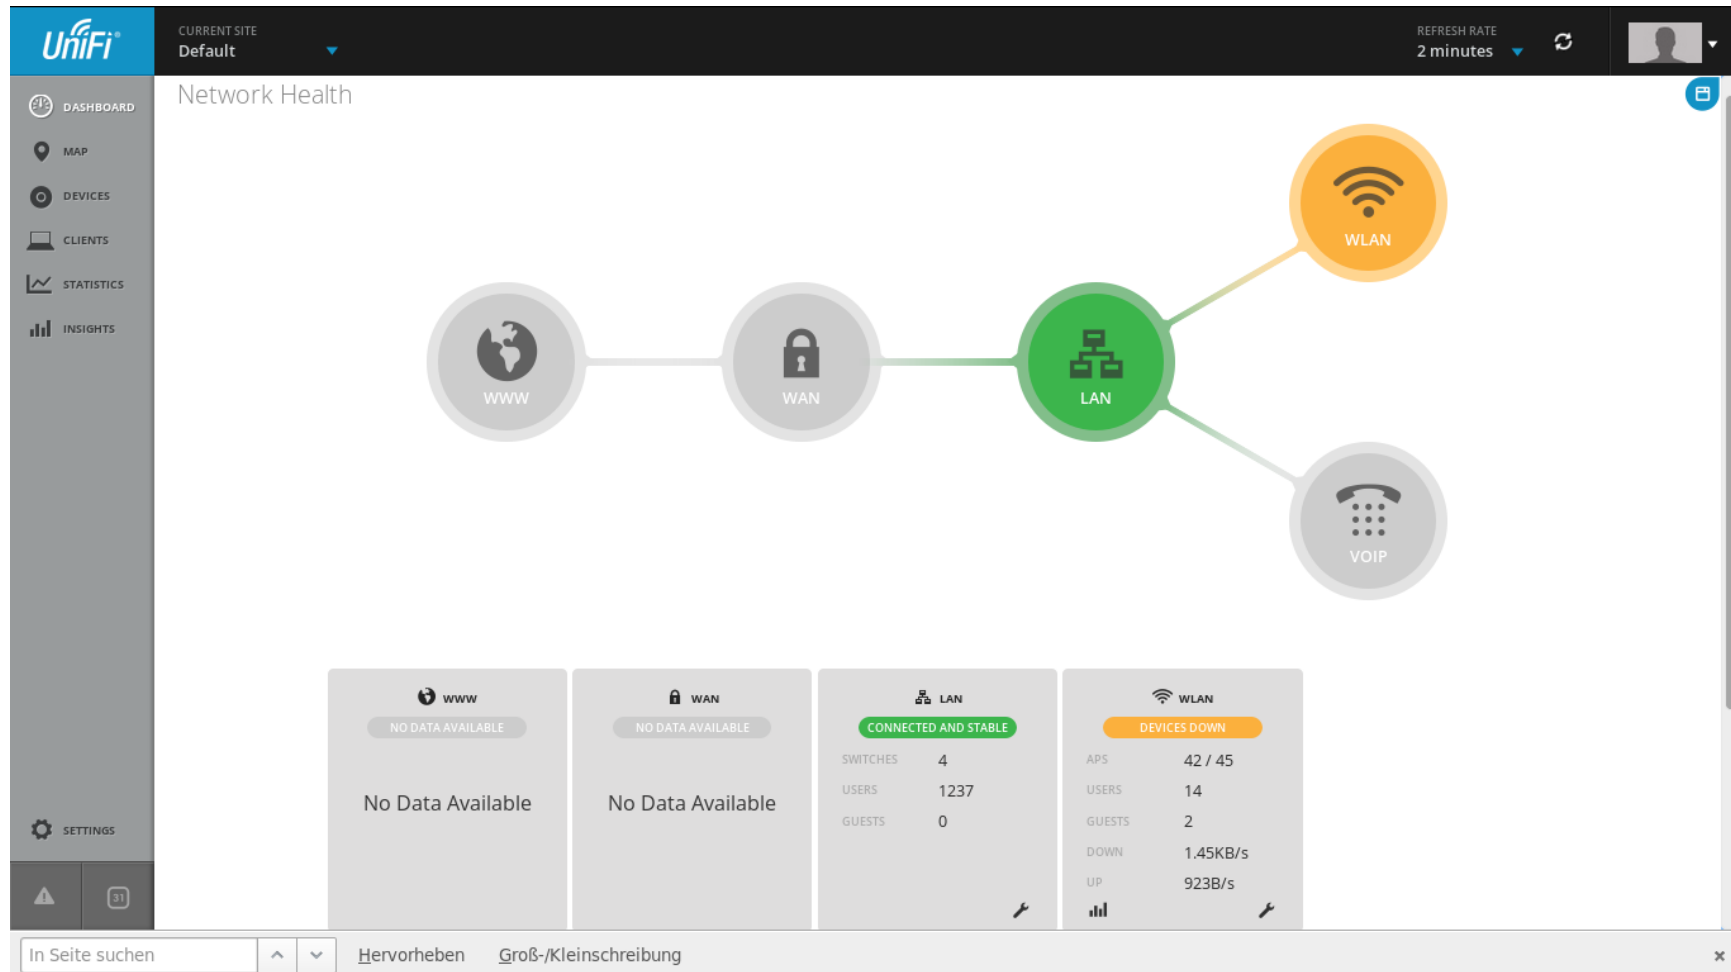 UniFi
CURRENT SITE
Default
REFRESH RATE
2 minutes
DASHBOARD
MAP
DEVICES
CLIENTS
STATISTICS
INSIGHTS
SETTINGS
31
Network Health
WLAN
WWW
WAN
LAN
VOIP
WWW
NO DATA AVAILABLE
No Data Available
WAN
NO DATA AVAILABLE
No Data Available
LAN
CONNECTED AND STABLE
SWITCHES 4
USERS 1237
GUESTS 0
WLAN
DEVICES DOWN
APS 42 / 45
USERS 14
GUESTS 2
DOWN 1.45KB/s
UP 923B/s
In Seite suchen Hervorheben Groß-/Kleinschreibung